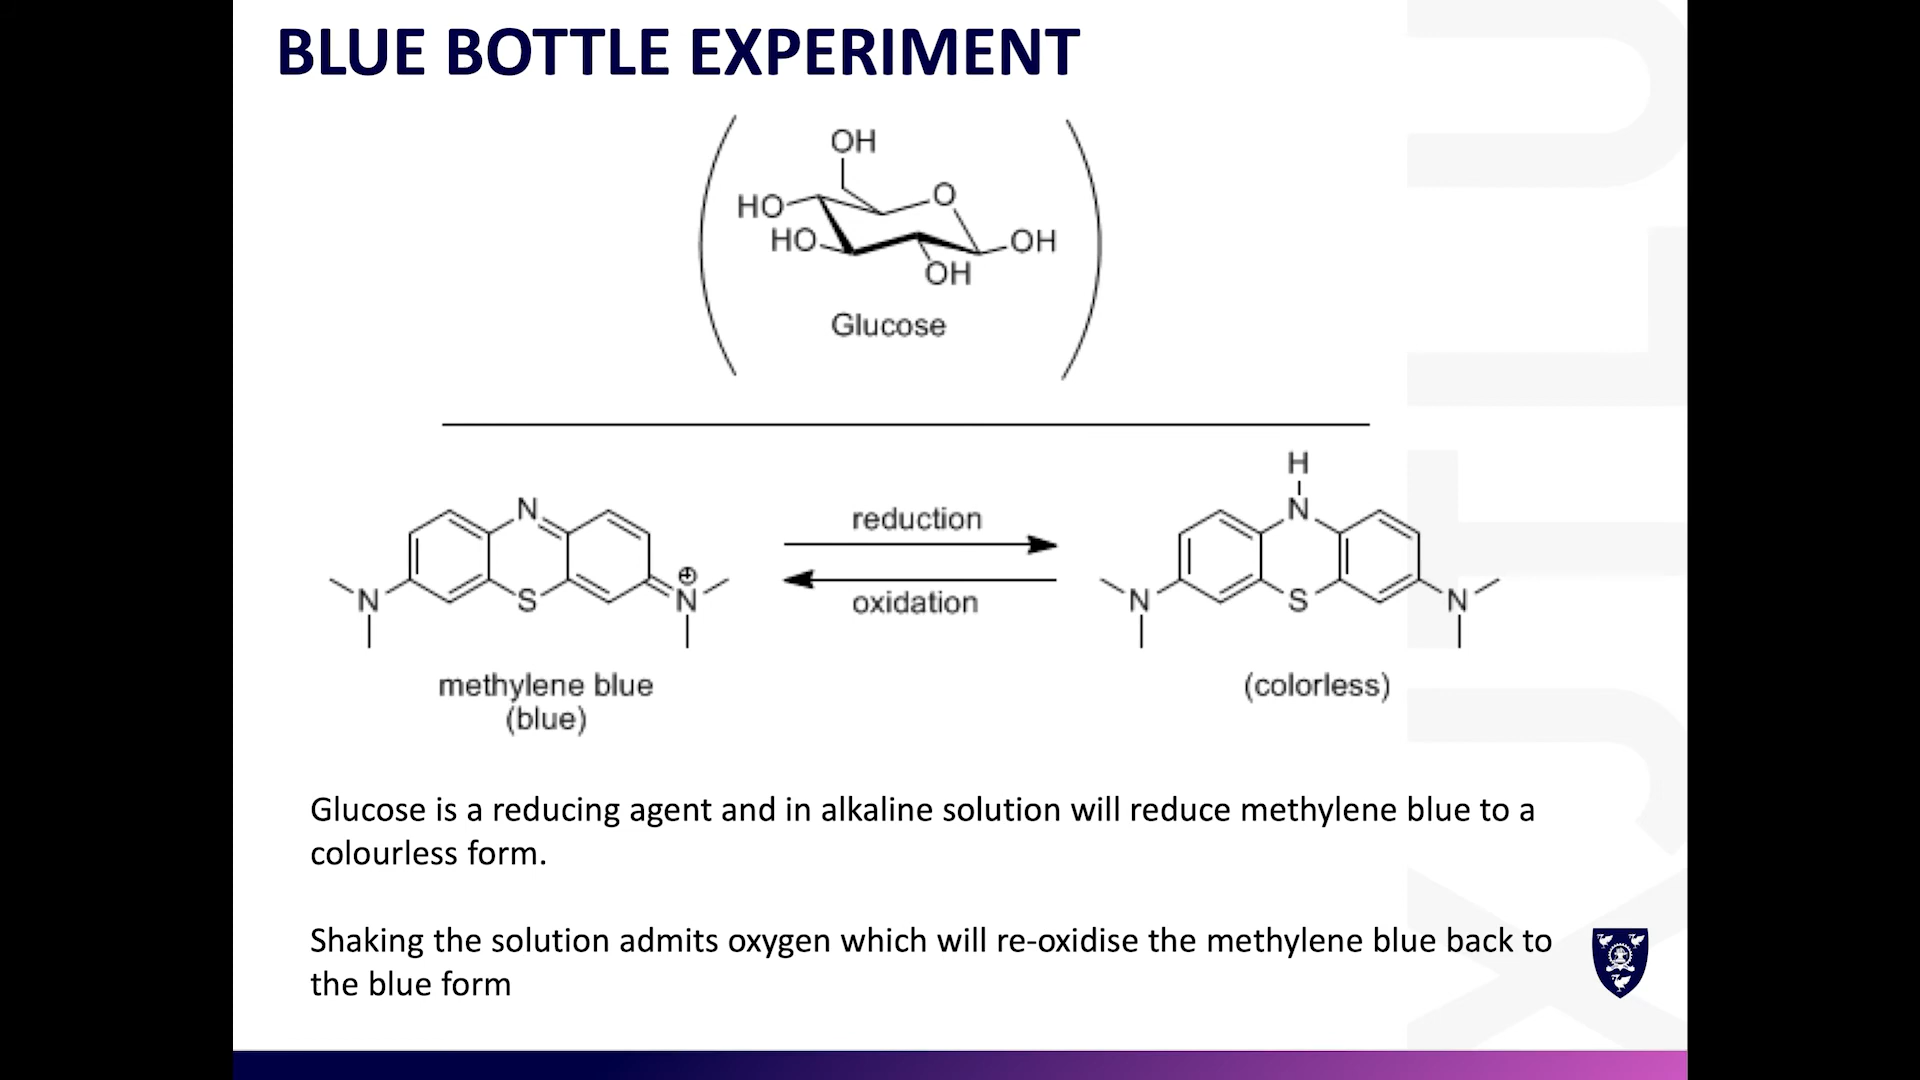 BLUE BOTTLE EXPERIMENT
OH
O
HO
HO
OH
OH
Glucose
H
N
N
reduction
⊕
N
S
N
oxidation
N
S
N
methylene blue
(blue)
(colorless)
Glucose is a reducing agent and in alkaline solution will reduce methylene blue to a
colourless form.
Shaking the solution admits oxygen which will re-oxidise the methylene blue back to
the blue form
XJTLU